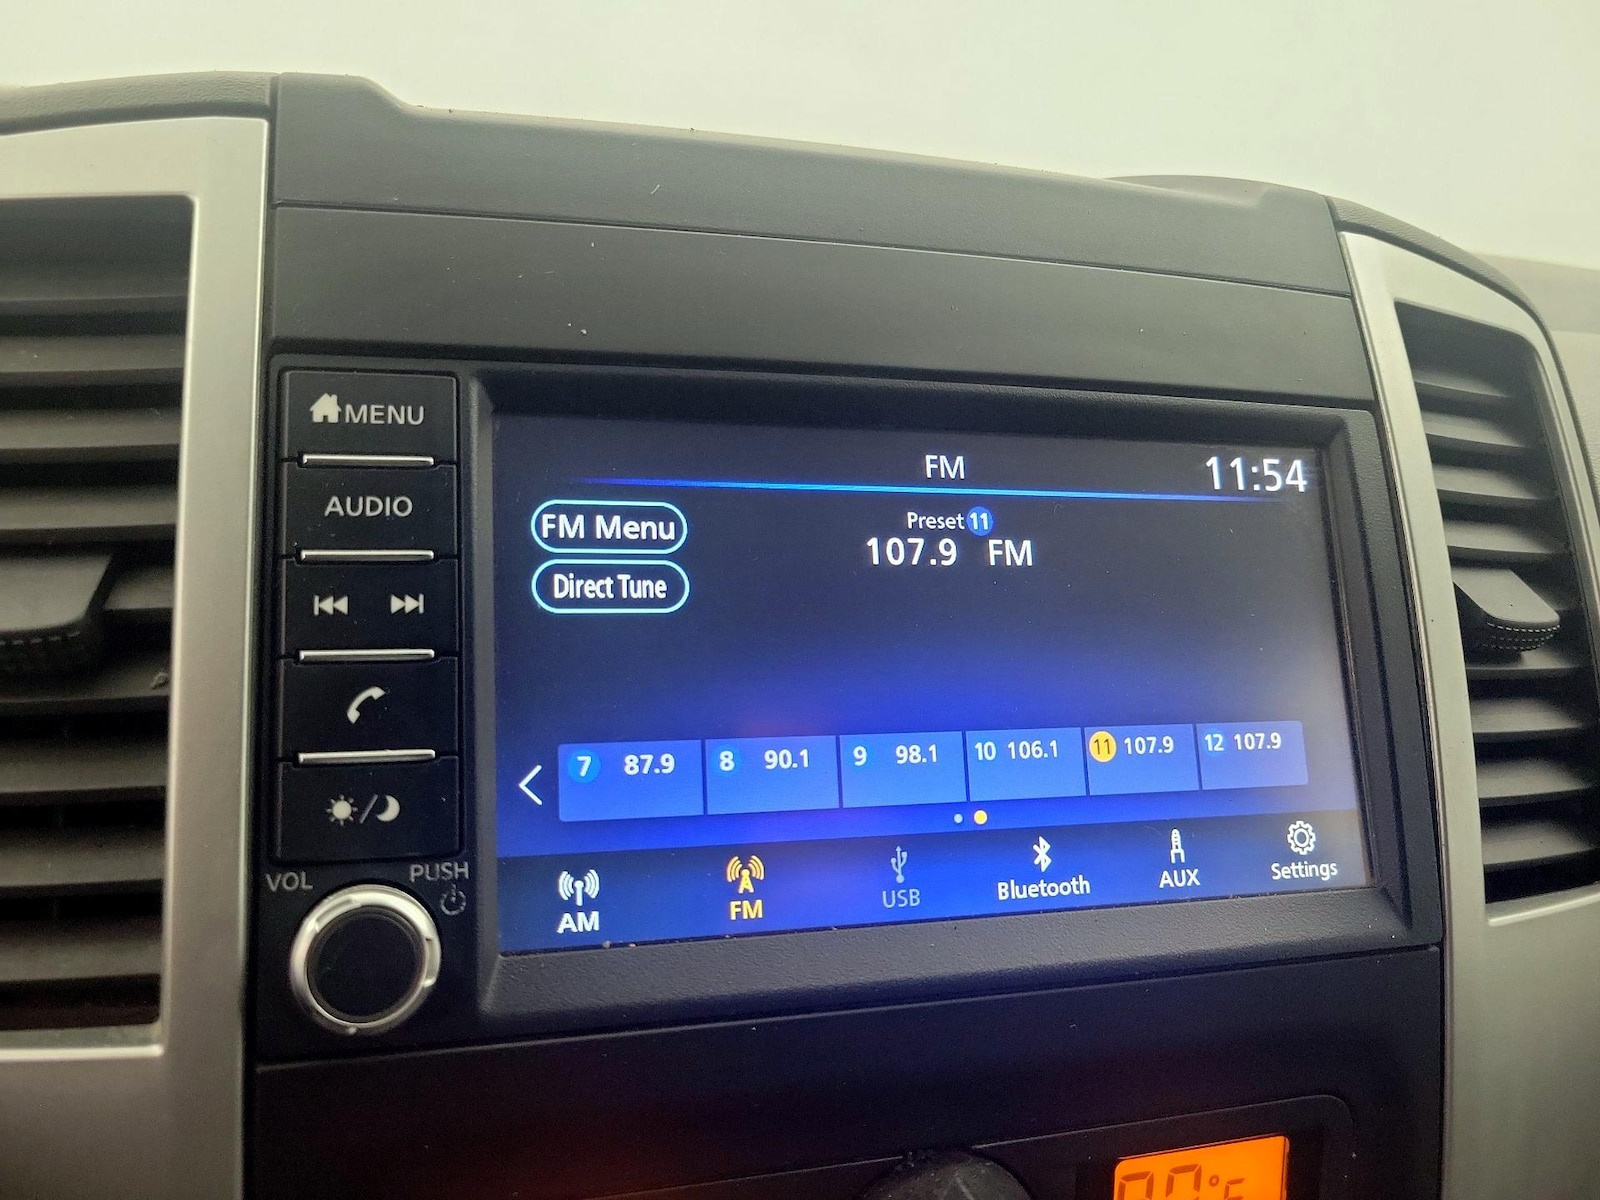 MENU
AUDIO
VOL
PUSH
FM
11:54
FM Menu
Direct Tune
Preset 11
107.9 FM
7 87.9
8 90.1
9 98.1
10 106.1
11 107.9
12 107.9
AM
FM
USB
Bluetooth
AUX
Settings
°F